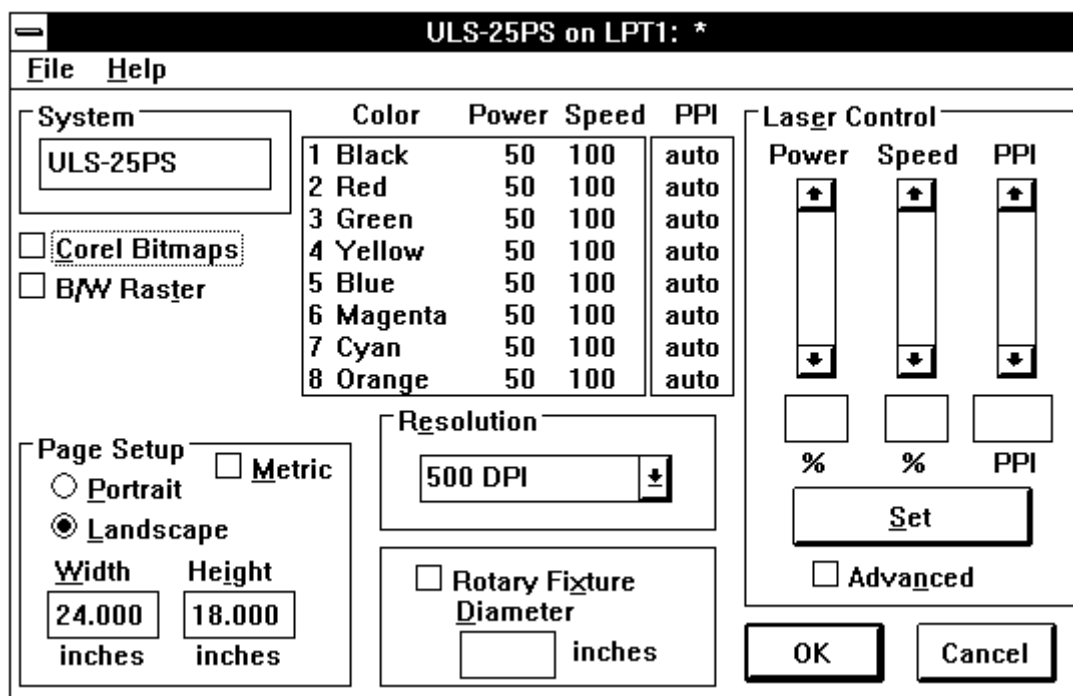 ULS-25PS on LPT1: *
File Help
System
ULS-25PS
Corel Bitmaps
B/W Raster
Color Power Speed PPI
1 Black 50 100 auto
2 Red 50 100 auto
3 Green 50 100 auto
4 Yellow 50 100 auto
5 Blue 50 100 auto
6 Magenta 50 100 auto
7 Cyan 50 100 auto
8 Orange 50 100 auto
Laser Control
Power Speed PPI
% % PPI
Set
Advanced
Page Setup
Metric
Portrait
Landscape
Width Height
24.000 18.000
inches inches
Resolution
500 DPI
Rotary Fixture
Diameter
inches
OK Cancel